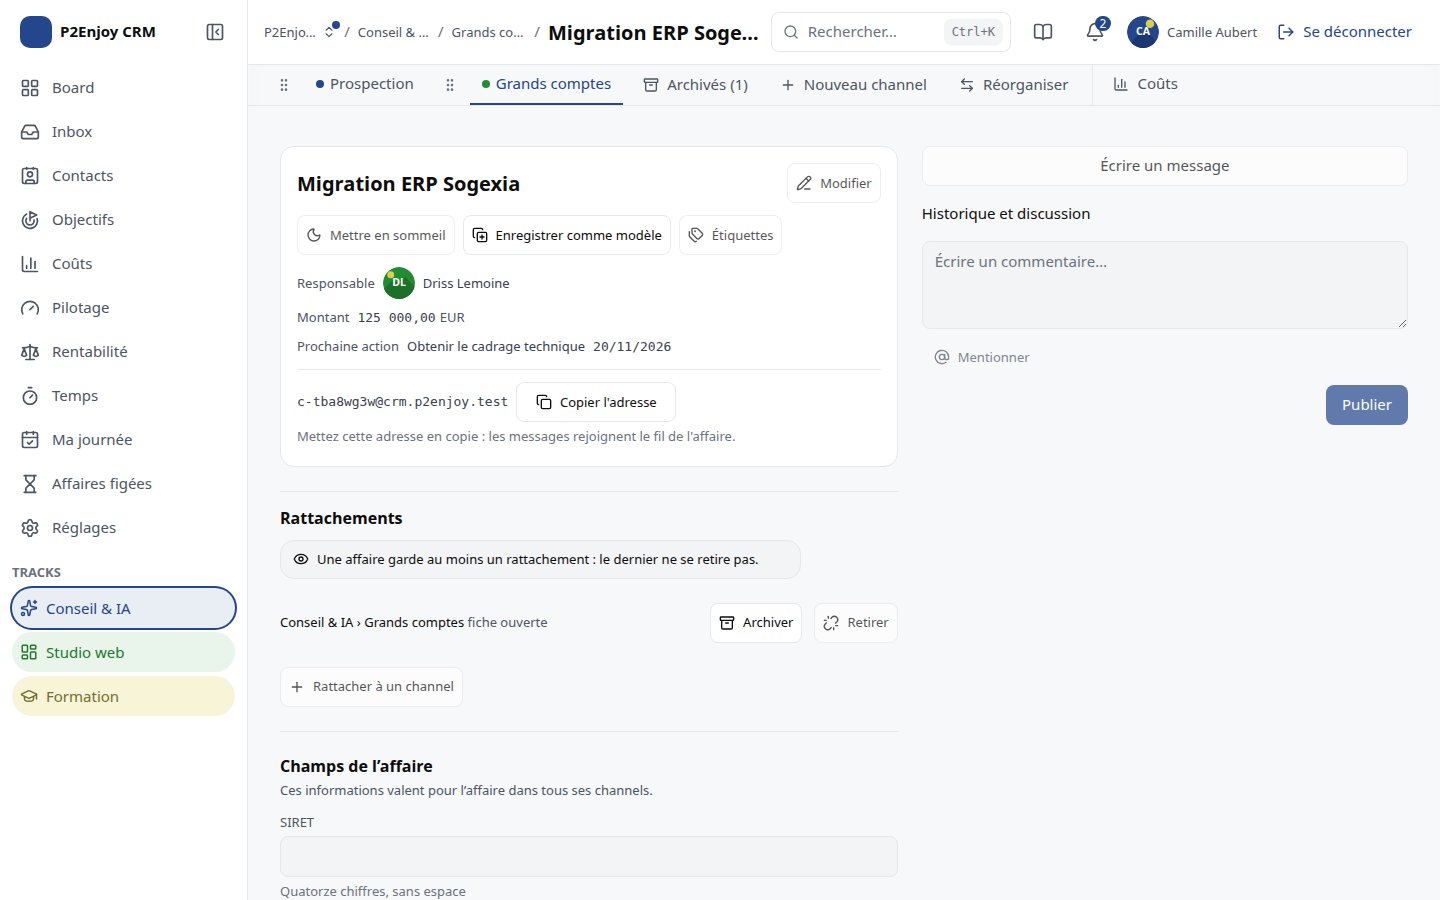 P2Enjoy CRM
Board
Inbox
Contacts
Objectifs
Coûts
Pilotage
Rentabilité
Temps
Ma journée
Affaires figées
Réglages
TRACKS
Conseil & IA
Studio web
Formation
P2Enjo... / Conseil & ... / Grands co... / Migration ERP Soge...
Rechercher... Ctrl+K
2
CA Camille Aubert
Se déconnecter
Prospection
Grands comptes
Archivés (1)
Nouveau channel
Réorganiser
Coûts
Migration ERP Sogexia
Modifier
Mettre en sommeil
Enregistrer comme modèle
Étiquettes
Responsable DL Driss Lemoine
Montant 125 000,00 EUR
Prochaine action Obtenir le cadrage technique 20/11/2026
c-tba8wg3w@crm.p2enjoy.test
Copier l'adresse
Mettez cette adresse en copie : les messages rejoignent le fil de l'affaire.
Rattachements
Une affaire garde au moins un rattachement : le dernier ne se retire pas.
Conseil & IA › Grands comptes fiche ouverte
Archiver
Retirer
Rattacher à un channel
Champs de l’affaire
Ces informations valent pour l’affaire dans tous ses channels.
SIRET
Quatorze chiffres, sans espace
Écrire un message
Historique et discussion
Écrire un commentaire...
Mentionner
Publier